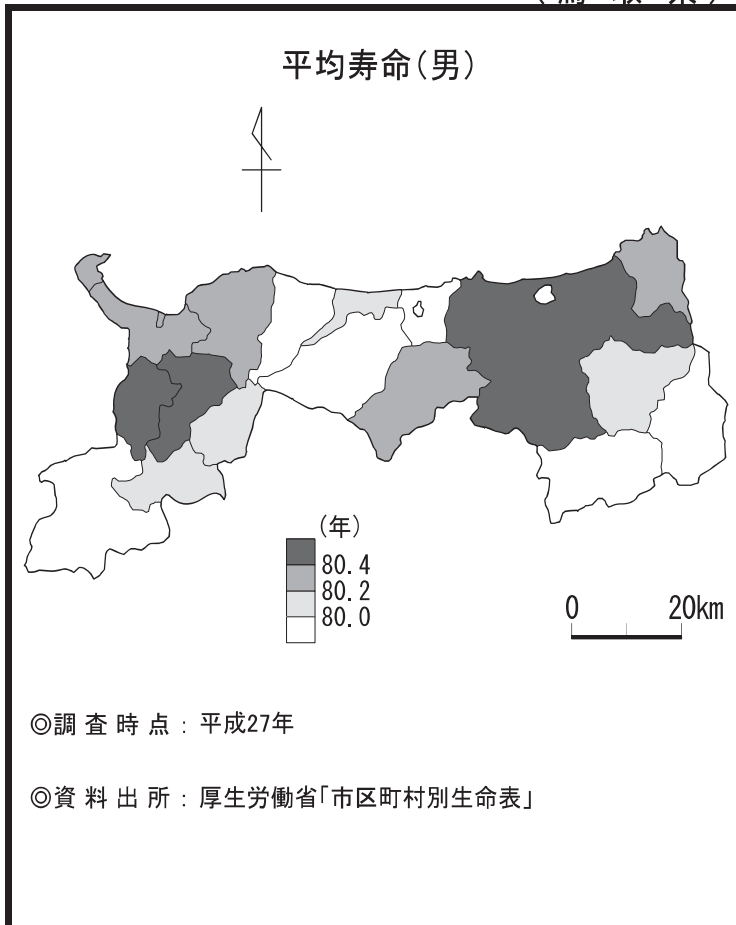 平均寿命(男)
(年)
80.4
80.2
80.0
0 20km
◎調査時点：平成27年
◎資料出所：厚生労働省「市区町村別生命表」